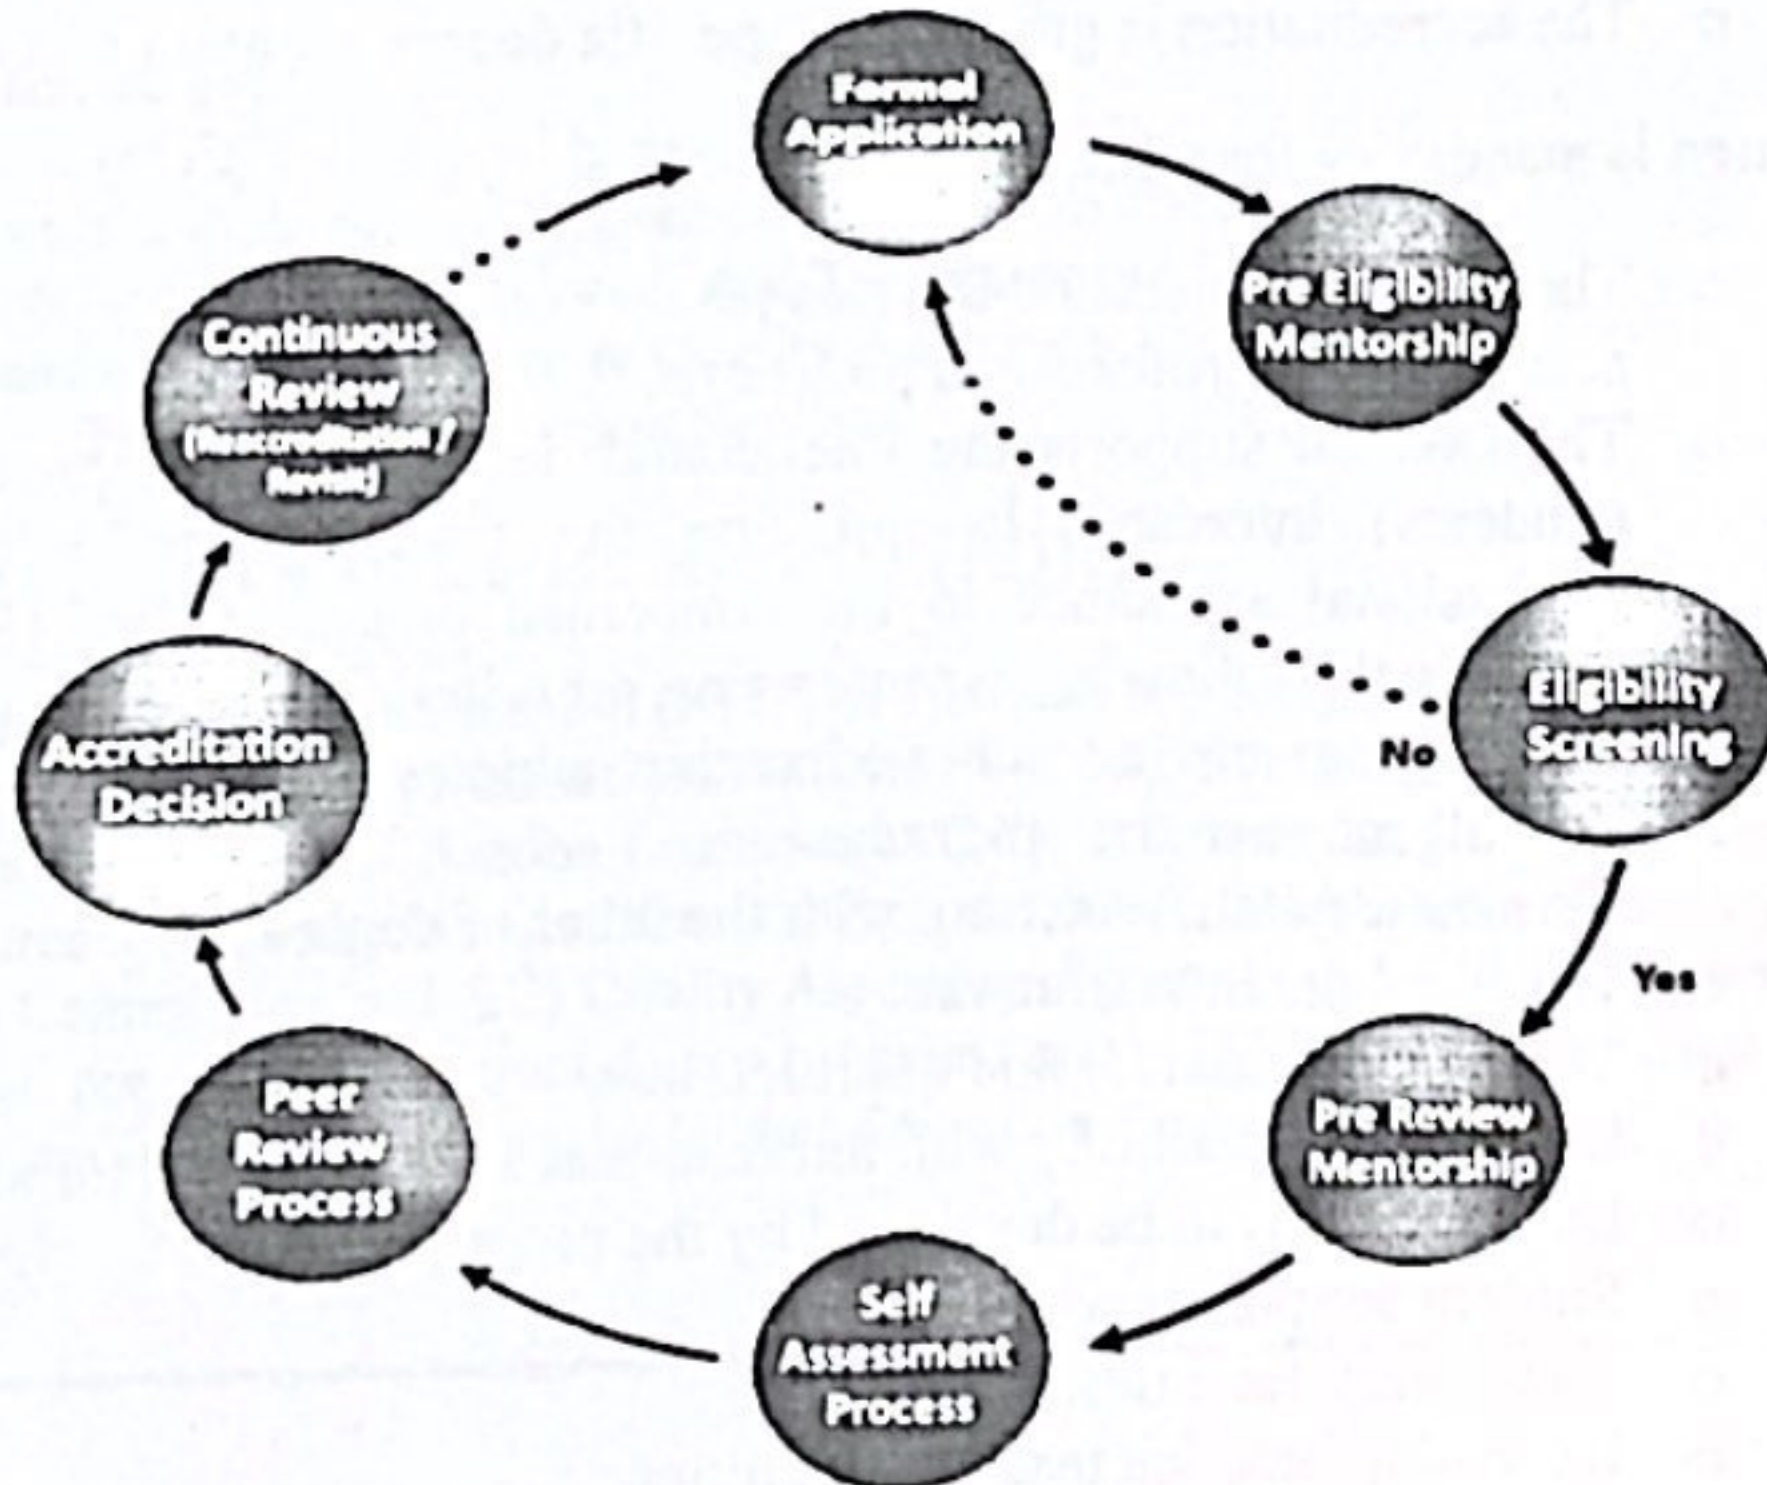 Formal
Application
Pre Eligibility
Mentorship
Eligibility
Screening
No
Yes
Pre Review
Mentorship
Self
Assessment
Process
Peer
Review
Process
Accreditation
Decision
Continuous
Review
(Reaccreditation /
Revisit)